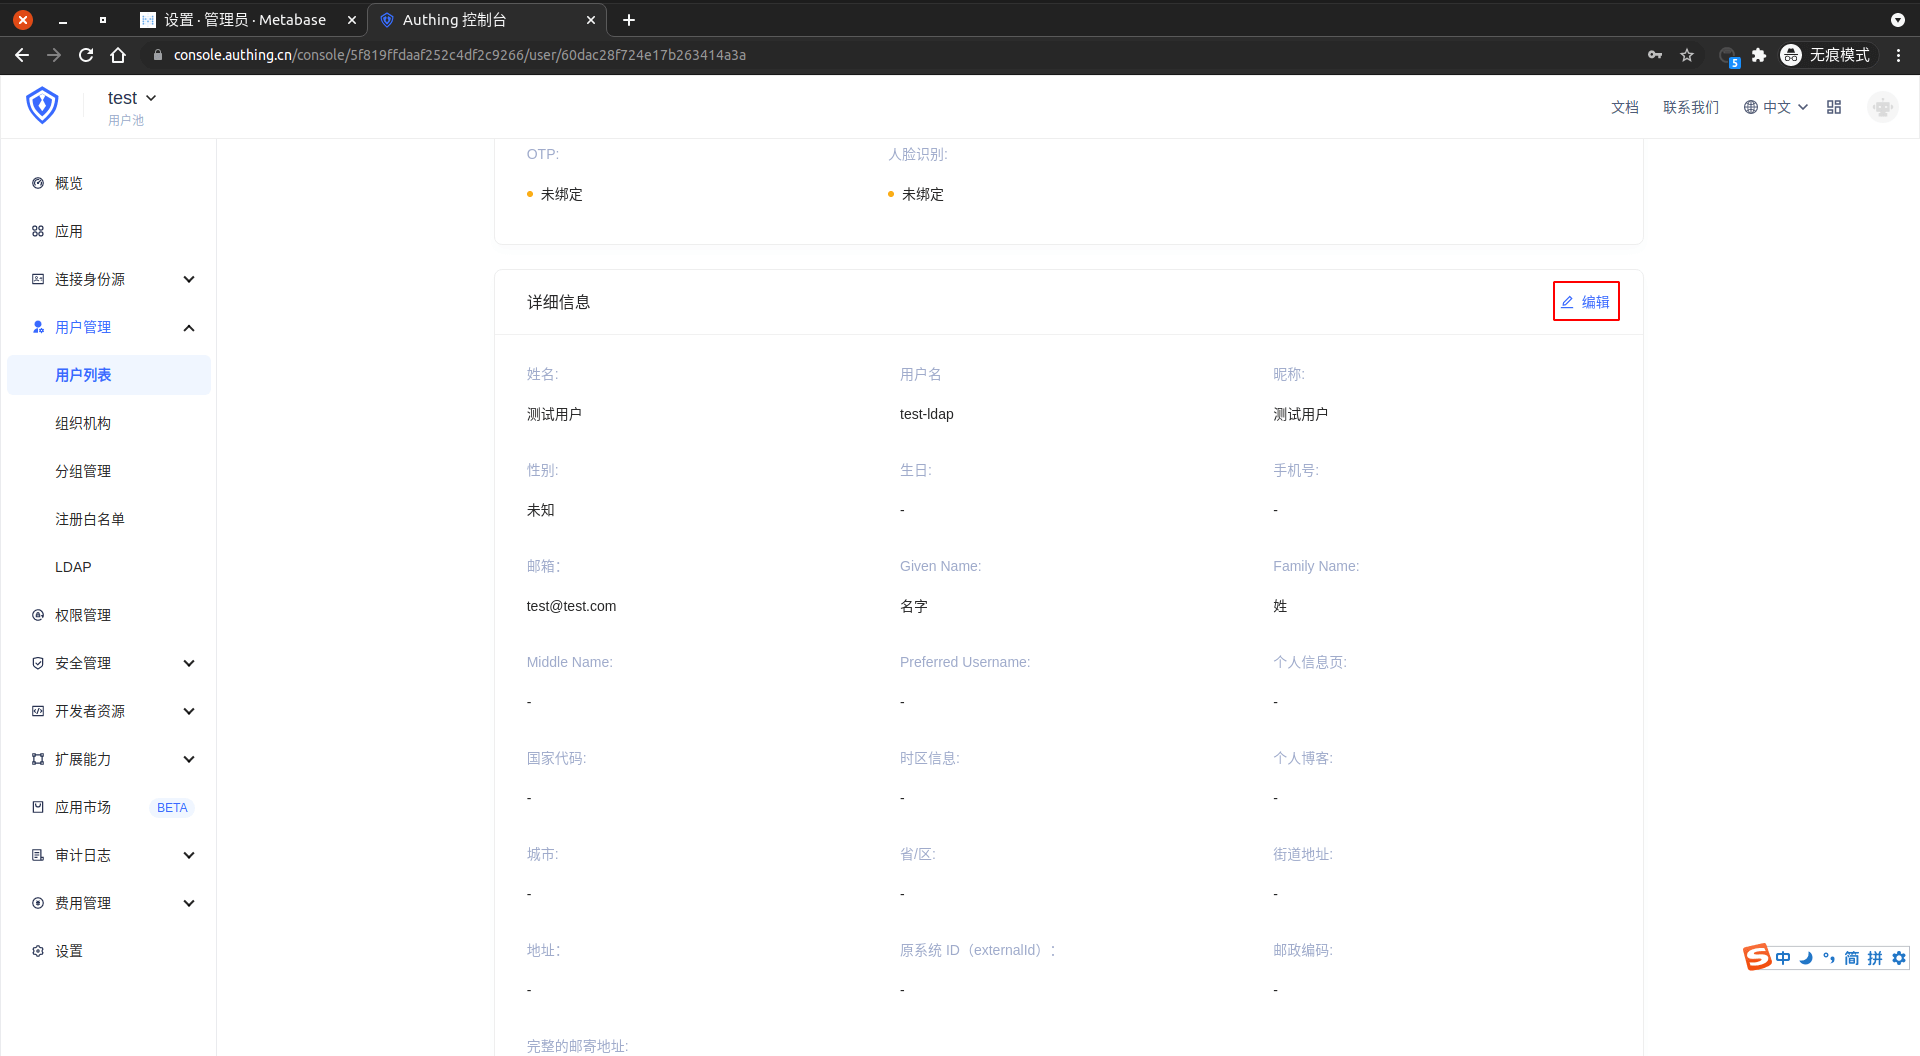 设置 · 管理员 · Metabase
Authing 控制台
console.authing.cn/console/5f819ffdaaf252c4df2c9266/user/60dac28f724e17b263414a3a
5
无痕模式
test
用户池
文档
联系我们
中文
概览
应用
连接身份源
用户管理
用户列表
组织机构
分组管理
注册白名单
LDAP
权限管理
安全管理
开发者资源
扩展能力
应用市场 BETA
审计日志
费用管理
设置
OTP: 人脸识别:
未绑定 未绑定
详细信息 编辑
姓名: 用户名 昵称:
测试用户 test-ldap 测试用户
性别: 生日: 手机号:
未知 - -
邮箱: Given Name: Family Name:
test@test.com 名字 姓
Middle Name: Preferred Username: 个人信息页:
- - -
国家代码: 时区信息: 个人博客:
- - -
城市: 省/区: 街道地址:
- - -
地址: 原系统 ID（externalId）: 邮政编码:
- - -
完整的邮寄地址:
S 中 °, 简 拼